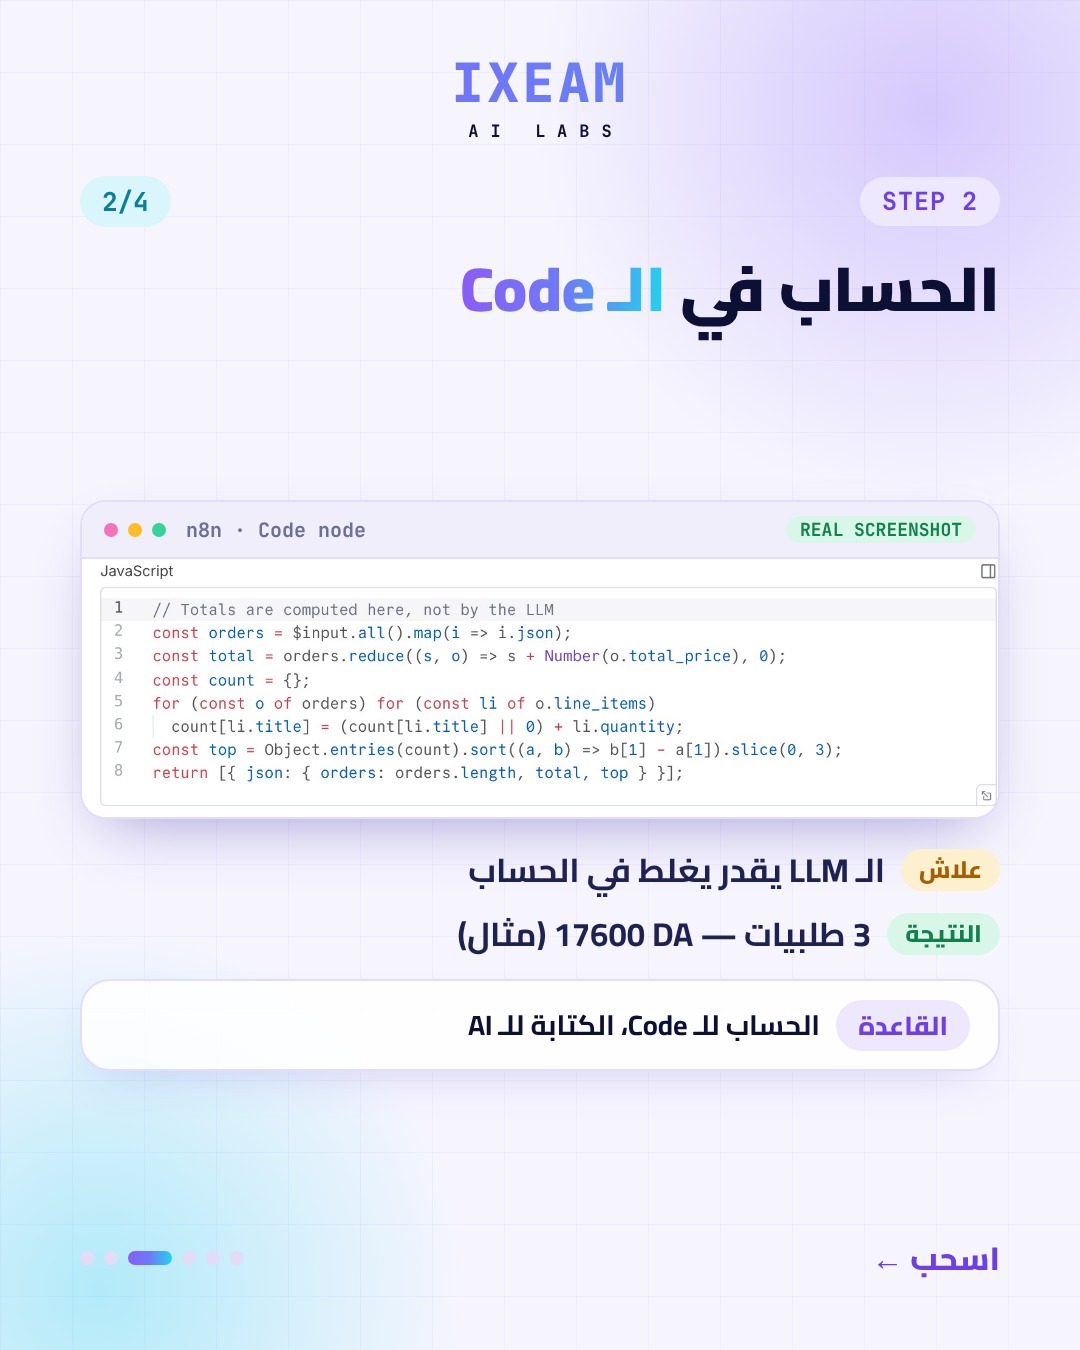 IXEAM
AI LABS
STEP 2
2/4
الحساب في الـ Code
n8n · Code node
REAL SCREENSHOT
JavaScript
1 // Totals are computed here, not by the LLM
2 const orders = $input.all().map(i => i.json);
3 const total = orders.reduce((s, o) => s + Number(o.total_price), 0);
4 const count = {};
5 for (const o of orders) for (const li of o.line_items)
6 count[li.title] = (count[li.title] || 0) + li.quantity;
7 const top = Object.entries(count).sort((a, b) => b[1] - a[1]).slice(0, 3);
8 return [{ json: { orders: orders.length, total, top } }];
علاش الـ LLM يقدر يغلط في الحساب
النتيجة 3 طلبيات — 17600 DA (مثال)
القاعدة الحساب للـ Code، الكتابة للـ AI
اسحب ←